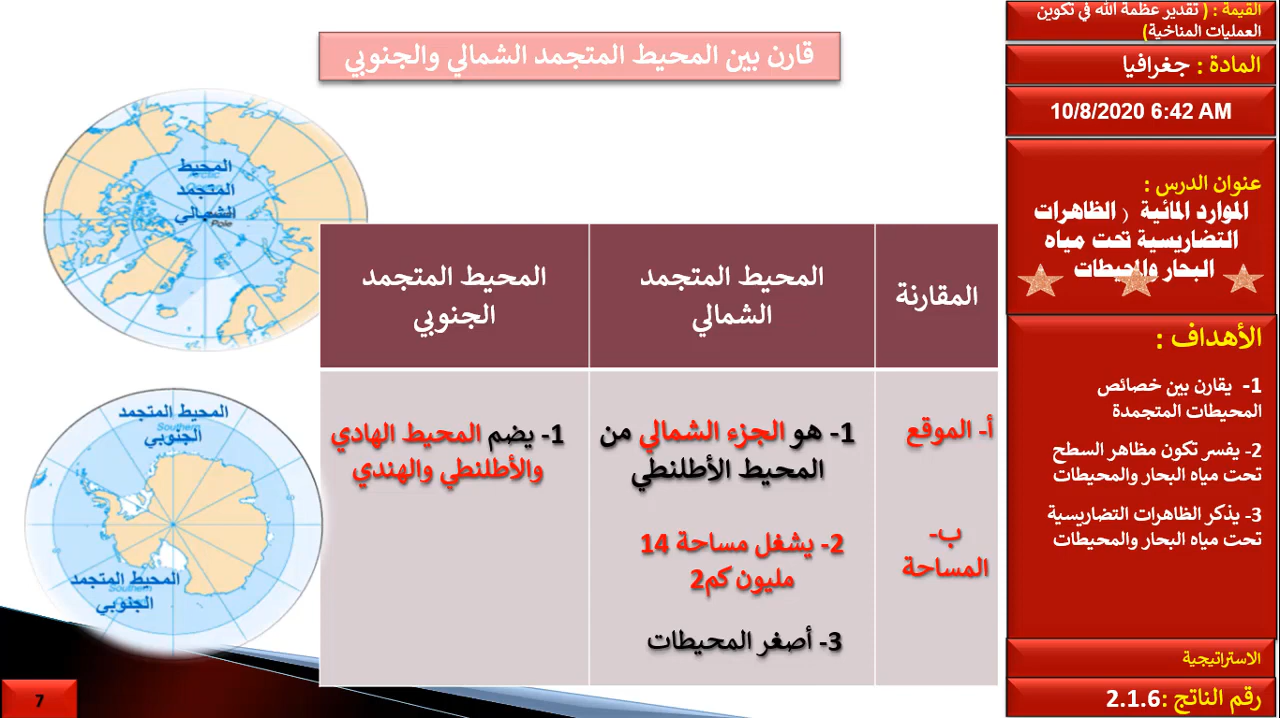 القيمة : ( تقدير عظمة الله في تكوين
العمليات المناخية)
المادة : جغرافيا
10/8/2020 6:42 AM
عنوان الدرس :
الموارد المائية ( الظاهرات
التضاريسية تحت مياه
البحار والمحيطات
الأهداف :
1- يقارن بين خصائص
المحيطات المتجمدة
2- يفسر تكون مظاهر السطح
تحت مياه البحار والمحيطات
3- يذكر الظاهرات التضاريسية
تحت مياه البحار والمحيطات
الاستراتيجية
رقم الناتج :2.1.6
قارن بين المحيط المتجمد الشمالي والجنوبي
المقارنة
المحيط المتجمد
الشمالي
المحيط المتجمد
الجنوبي
أ- الموقع
1- هو الجزء الشمالي من
المحيط الأطلنطي
1- يضم المحيط الهادي
والأطلنطي والهندي
ب-
المساحة
2- يشغل مساحة 14
مليون كم2
3- أصغر المحيطات
المحيط
Arctic
المتجمد
الشمالي
Pole
المحيط المتجمد
Southern
الجنوبي
المحيط المتجمد
Southern
الجنوبي
7